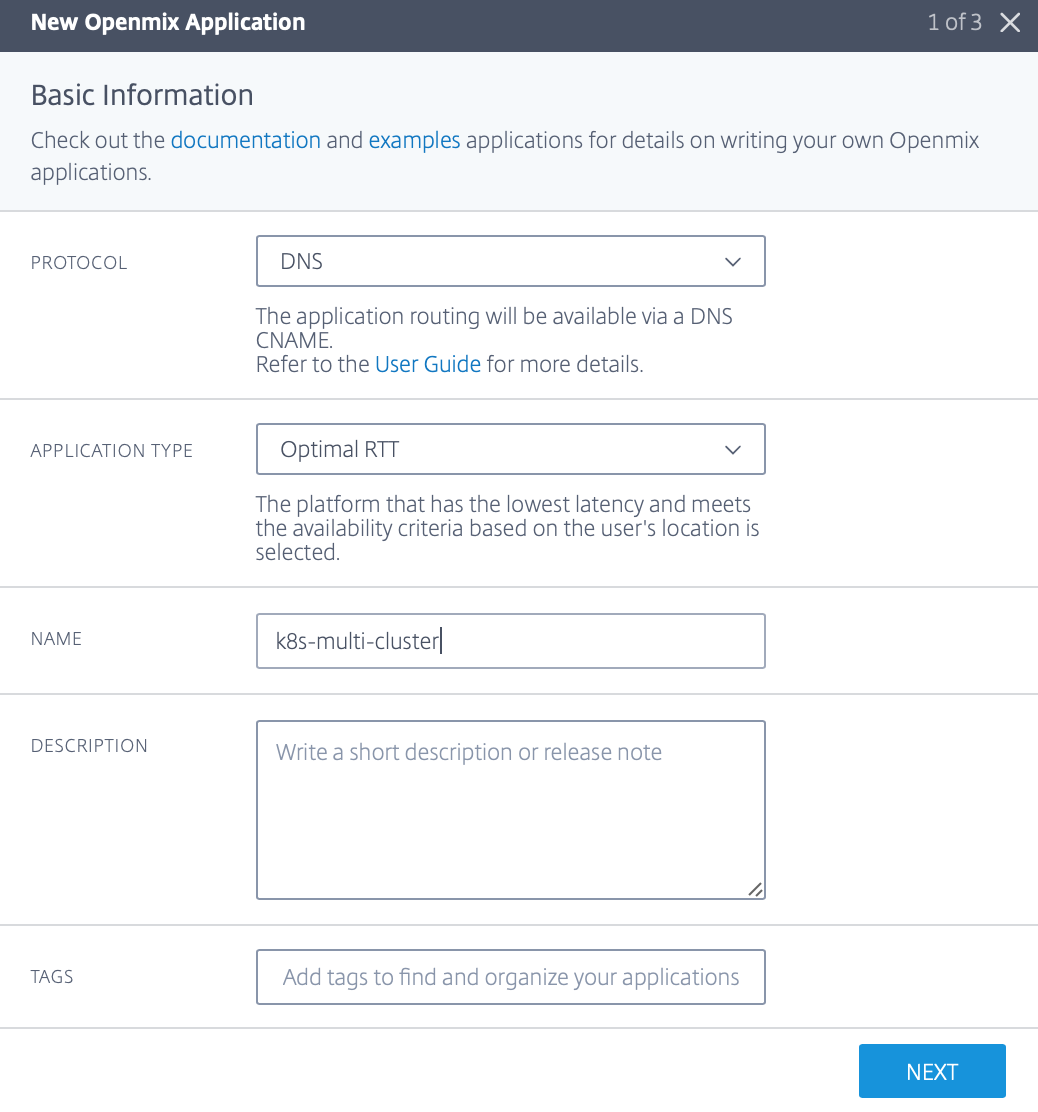 New Openmix Application
1 of 3
Basic Information
Check out the documentation and examples applications for details on writing your own Openmix
applications.
PROTOCOL
DNS
The application routing will be available via a DNS
CNAME.
Refer to the User Guide for more details.
APPLICATION TYPE
Optimal RTT
The platform that has the lowest latency and meets
the availability criteria based on the user's location is
selected.
NAME
k8s-multi-cluster
DESCRIPTION
Write a short description or release note
TAGS
Add tags to find and organize your applications
NEXT